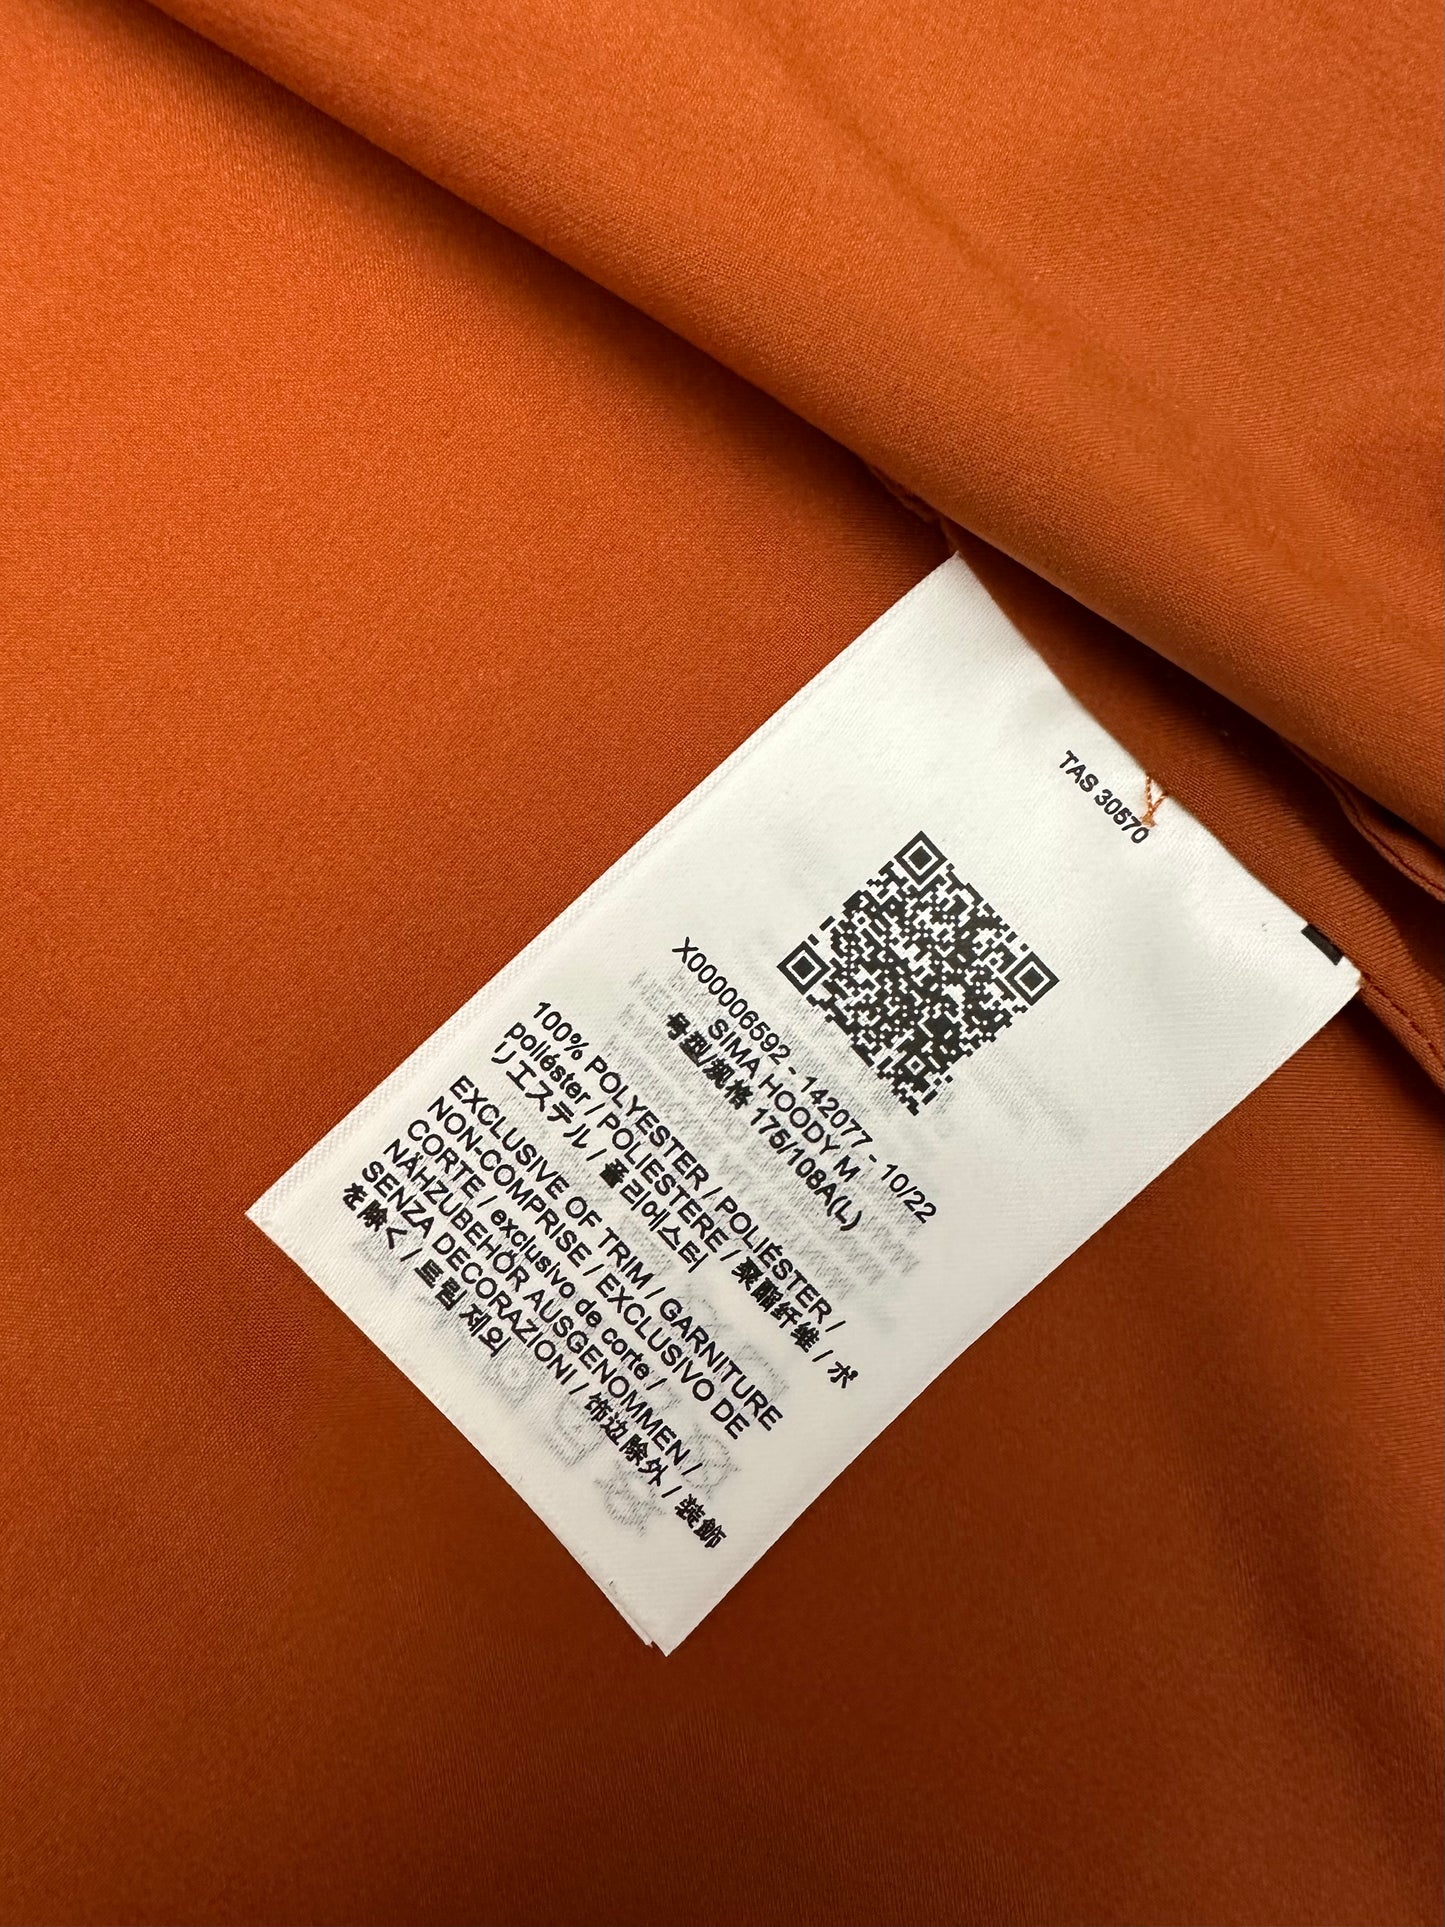 TAS 30570
X000006592 - 142077 - 10/22
SIMA HOODY M
号型/规格 175/108A(L)
100% POLYESTER / POLIÉSTER /
poliéster / POLIESTERE / 聚酯纤维 / ポ
リエステル / 폴리에스터
EXCLUSIVE OF TRIM / GARNITURE
NON-COMPRISE / EXCLUSIVO DE
CORTE / exclusivo de corte /
NÄHZUBEHÖR AUSGENOMMEN /
SENZA DECORAZIONI / 饰边除外 / 装飾
を除く / 트림 제외